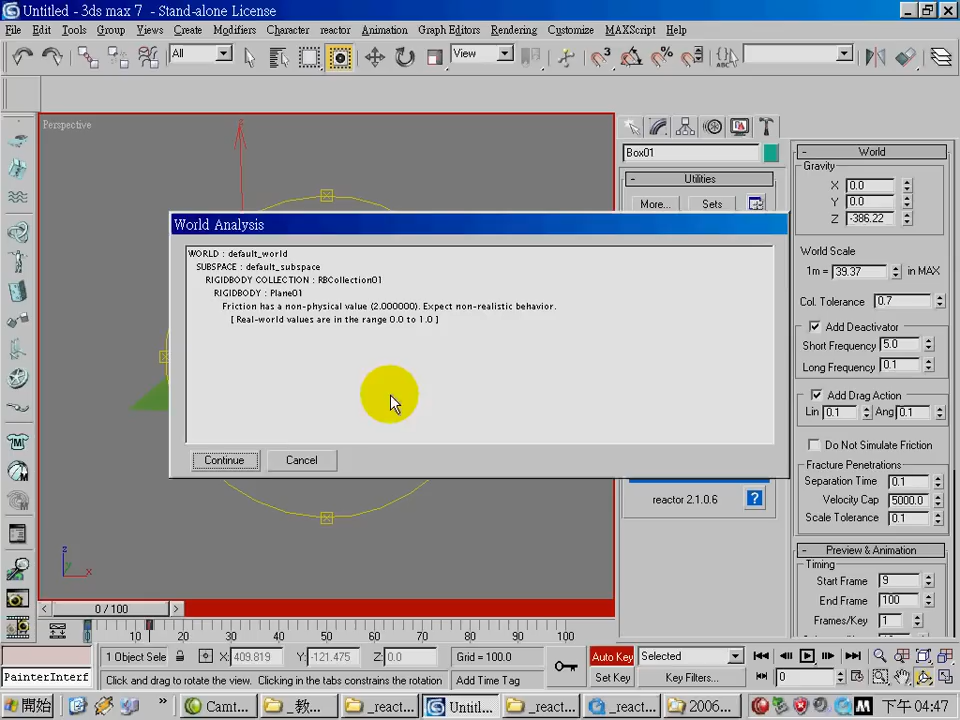 Untitled - 3ds max 7 - Stand-alone License
File Edit Tools Group Views Create Modifiers Character reactor Animation Graph Editors Rendering Customize MAXScript Help
All
View
Perspective
Box01
Utilities
More... Sets
World Analysis
WORLD : default_world
SUBSPACE : default_subspace
RIGIDBODY COLLECTION : RBCollection01
RIGIDBODY : Plane01
Friction has a non-physical value (2.000000). Expect non-realistic behavior.
[ Real-world values are in the range 0.0 to 1.0 ]
Continue Cancel
reactor 2.1.0.6
World
Gravity
X 0.0
Y 0.0
Z -386.22
World Scale
1m = 39.37 in MAX
Col. Tolerance 0.7
Add Deactivator
Short Frequency 5.0
Long Frequency 0.1
Add Drag Action
Lin 0.1 Ang 0.1
Do Not Simulate Friction
Fracture Penetrations
Separation Time 0.1
Velocity Cap 5000.0
Scale Tolerance 0.1
Preview & Animation
Timing
Start Frame 9
End Frame 100
Frames/Key 1
z
y
x
0 / 100
10 20 30 40 50 60 70 80 90 100
1 Object Sele X: 409.819 Y: -121.475 Z: 0.0 Grid = 100.0 Auto Key Selected
PainterInterf Click and drag to rotate the view. Clicking in the tabs constrains the rotation Add Time Tag Set Key Key Filters... 0
開始 Camt... _教... _react... Untitl... _react... _react... 2006... 下午 04:47